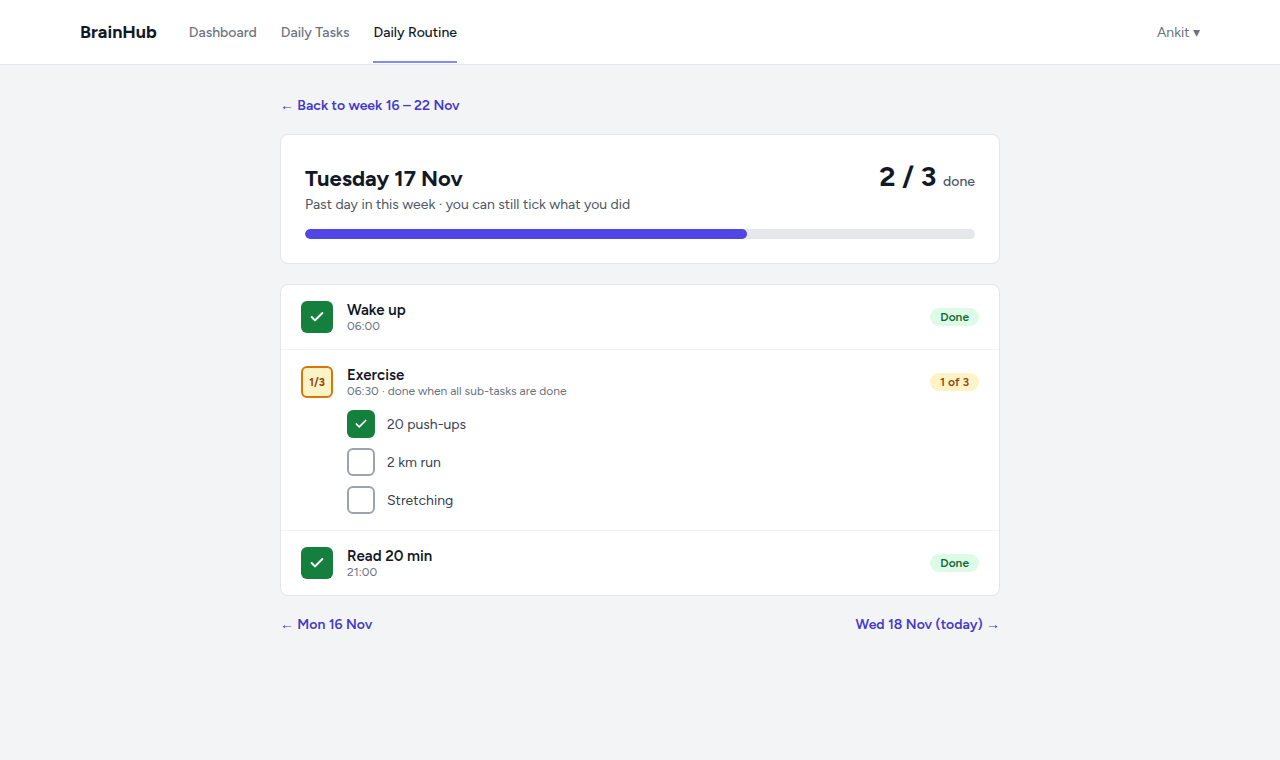 BrainHub Dashboard Daily Tasks Daily Routine Ankit ▾
← Back to week 16 – 22 Nov
Tuesday 17 Nov 2 / 3 done
Past day in this week · you can still tick what you did
Wake up Done
06:00
1/3 Exercise 1 of 3
06:30 · done when all sub-tasks are done
20 push-ups
2 km run
Stretching
Read 20 min Done
21:00
← Mon 16 Nov Wed 18 Nov (today) →